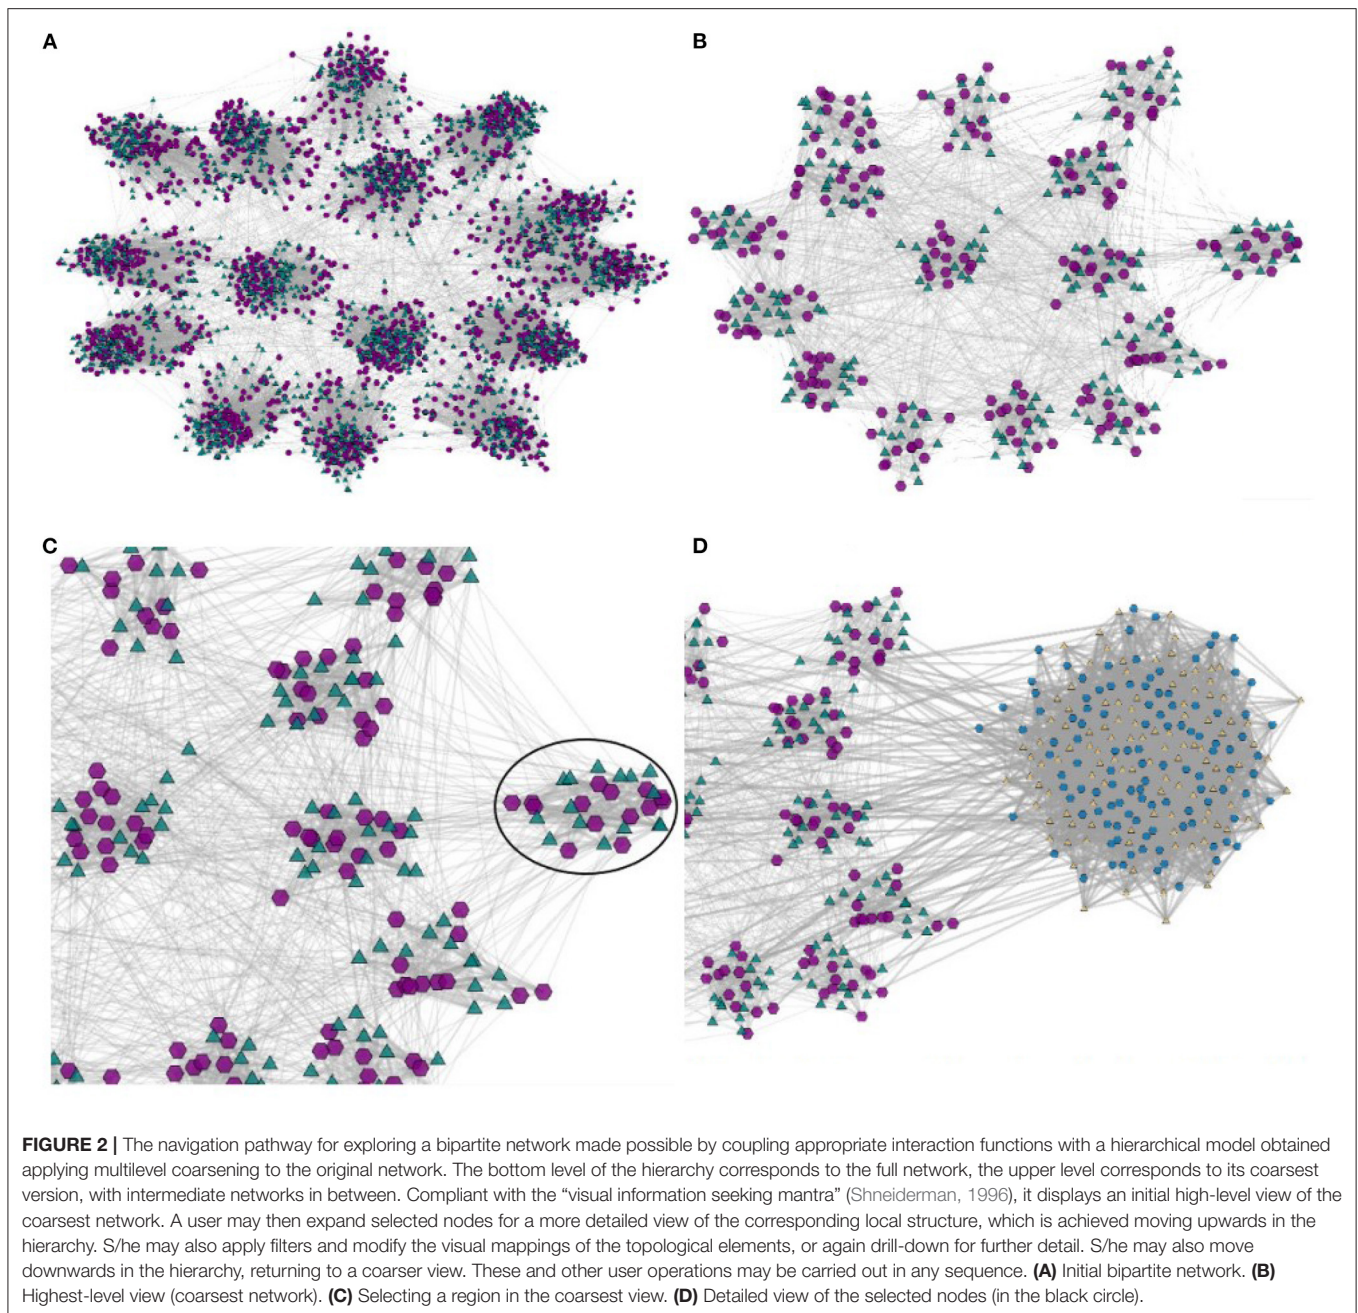 A
B
C
D
FIGURE 2 | The navigation pathway for exploring a bipartite network made possible by coupling appropriate interaction functions with a hierarchical model obtained
applying multilevel coarsening to the original network. The bottom level of the hierarchy corresponds to the full network, the upper level corresponds to its coarsest
version, with intermediate networks in between. Compliant with the “visual information seeking mantra” (Shneiderman, 1996), it displays an initial high-level view of the
coarsest network. A user may then expand selected nodes for a more detailed view of the corresponding local structure, which is achieved moving upwards in the
hierarchy. S/he may also apply filters and modify the visual mappings of the topological elements, or again drill-down for further detail. S/he may also move
downwards in the hierarchy, returning to a coarser view. These and other user operations may be carried out in any sequence. (A) Initial bipartite network. (B)
Highest-level view (coarsest network). (C) Selecting a region in the coarsest view. (D) Detailed view of the selected nodes (in the black circle).